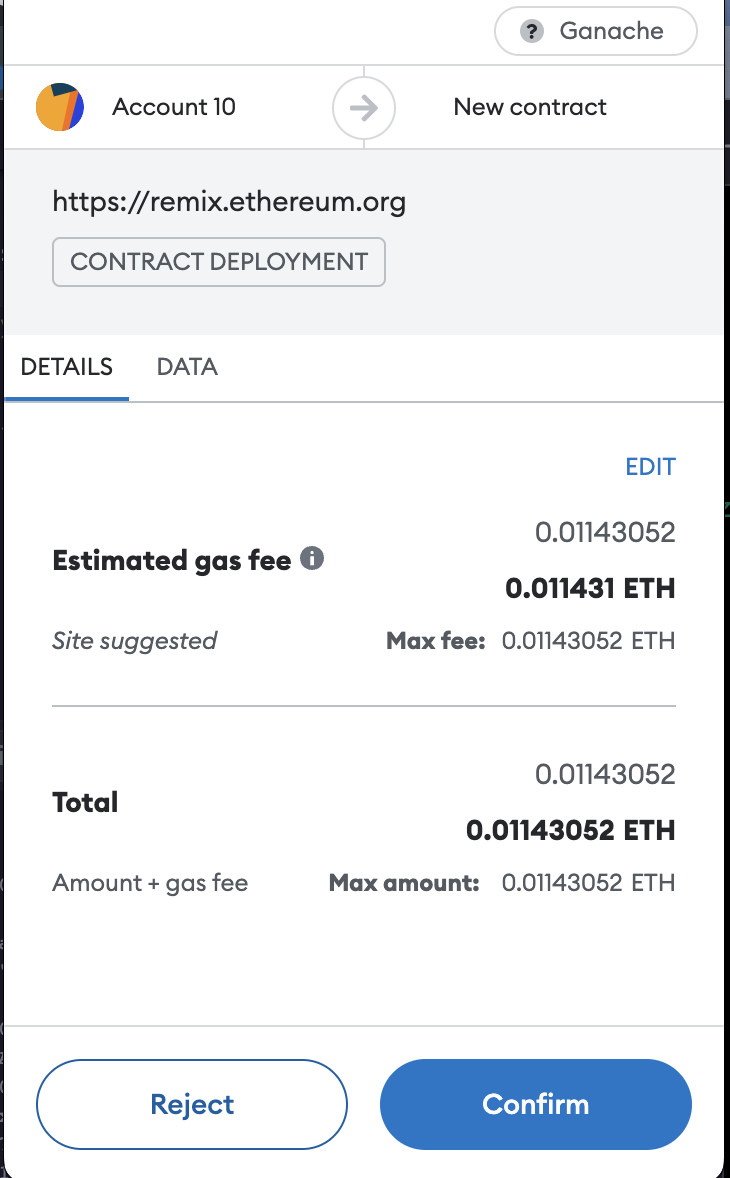 ? Ganache
Account 10
New contract
https://remix.ethereum.org
CONTRACT DEPLOYMENT
DETAILS DATA
EDIT
0.01143052
Estimated gas fee i
0.011431 ETH
Site suggested Max fee: 0.01143052 ETH
0.01143052
Total
0.01143052 ETH
Amount + gas fee Max amount: 0.01143052 ETH
Reject Confirm